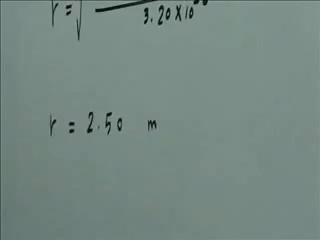 r = √
3.20 x 10
r = 2.50 m